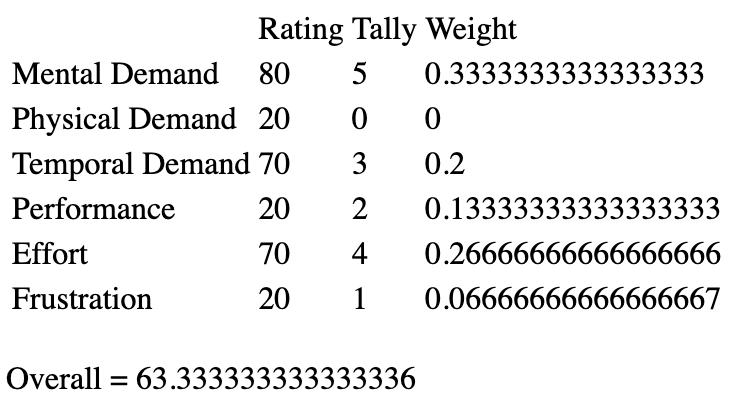 Rating Tally Weight
Mental Demand 80 5 0.3333333333333333
Physical Demand 20 0 0
Temporal Demand 70 3 0.2
Performance 20 2 0.13333333333333333
Effort 70 4 0.26666666666666666
Frustration 20 1 0.06666666666666667
Overall = 63.333333333333336